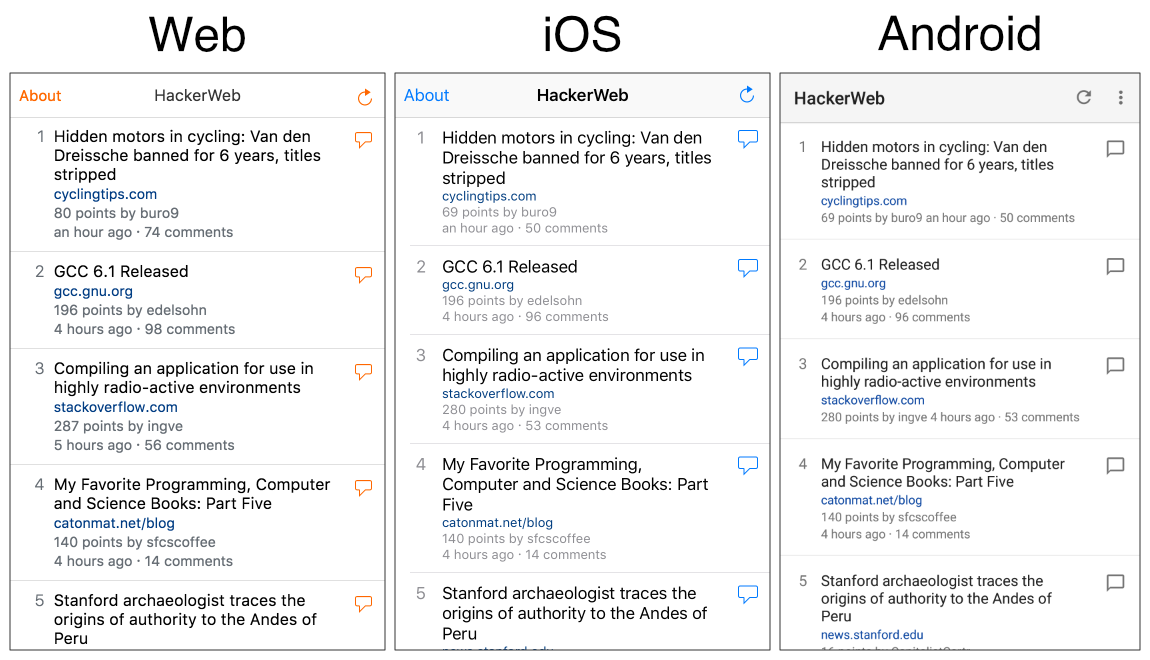 Web
About
HackerWeb
1
Hidden motors in cycling: Van den
Dreissche banned for 6 years, titles
stripped
cyclingtips.com
80 points by buro9
an hour ago · 74 comments
2
GCC 6.1 Released
gcc.gnu.org
196 points by edelsohn
4 hours ago · 98 comments
3
Compiling an application for use in
highly radio-active environments
stackoverflow.com
287 points by ingve
5 hours ago · 56 comments
4
My Favorite Programming, Computer
and Science Books: Part Five
catonmat.net/blog
140 points by sfcscoffee
4 hours ago · 14 comments
5
Stanford archaeologist traces the
origins of authority to the Andes of
Peru
iOS
About
HackerWeb
1
Hidden motors in cycling: Van den
Dreissche banned for 6 years, titles
stripped
cyclingtips.com
69 points by buro9
an hour ago · 50 comments
2
GCC 6.1 Released
gcc.gnu.org
196 points by edelsohn
4 hours ago · 96 comments
3
Compiling an application for use in
highly radio-active environments
stackoverflow.com
280 points by ingve
4 hours ago · 53 comments
4
My Favorite Programming,
Computer and Science Books: Part
Five
catonmat.net/blog
140 points by sfcscoffee
4 hours ago · 14 comments
5
Stanford archaeologist traces the
origins of authority to the Andes of
Peru
news.stanford.edu
Android
HackerWeb
1
Hidden motors in cycling: Van den
Dreissche banned for 6 years, titles
stripped
cyclingtips.com
69 points by buro9 an hour ago · 50 comments
2
GCC 6.1 Released
gcc.gnu.org
196 points by edelsohn
4 hours ago · 96 comments
3
Compiling an application for use in
highly radio-active environments
stackoverflow.com
280 points by ingve 4 hours ago · 53 comments
4
My Favorite Programming, Computer
and Science Books: Part Five
catonmat.net/blog
140 points by sfcscoffee
4 hours ago · 14 comments
5
Stanford archaeologist traces the
origins of authority to the Andes of
Peru
news.stanford.edu